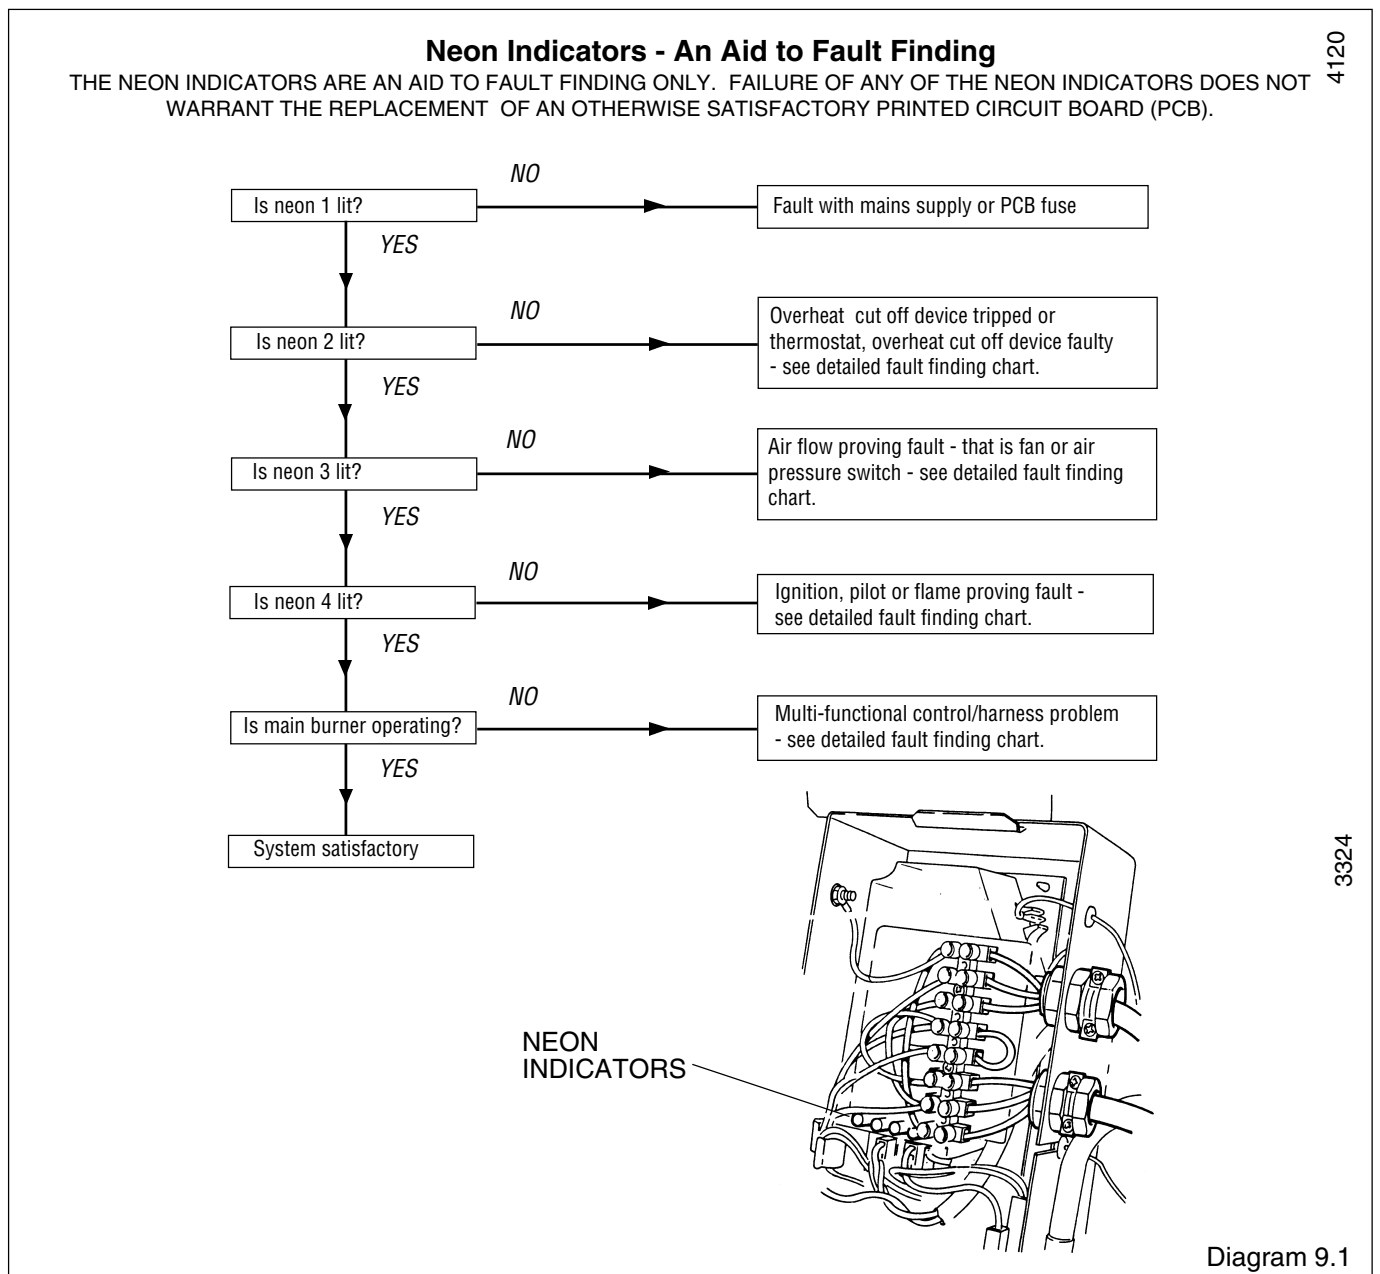 Neon Indicators - An Aid to Fault Finding
4120
THE NEON INDICATORS ARE AN AID TO FAULT FINDING ONLY. FAILURE OF ANY OF THE NEON INDICATORS DOES NOT
WARRANT THE REPLACEMENT OF AN OTHERWISE SATISFACTORY PRINTED CIRCUIT BOARD (PCB).
Is neon 1 lit?
NO
Fault with mains supply or PCB fuse
YES
Is neon 2 lit?
NO
Overheat cut off device tripped or
thermostat, overheat cut off device faulty
- see detailed fault finding chart.
YES
Is neon 3 lit?
NO
Air flow proving fault - that is fan or air
pressure switch - see detailed fault finding
chart.
YES
Is neon 4 lit?
NO
Ignition, pilot or flame proving fault -
see detailed fault finding chart.
YES
Is main burner operating?
NO
Multi-functional control/harness problem
- see detailed fault finding chart.
YES
System satisfactory
3324
NEON
INDICATORS
Diagram 9.1